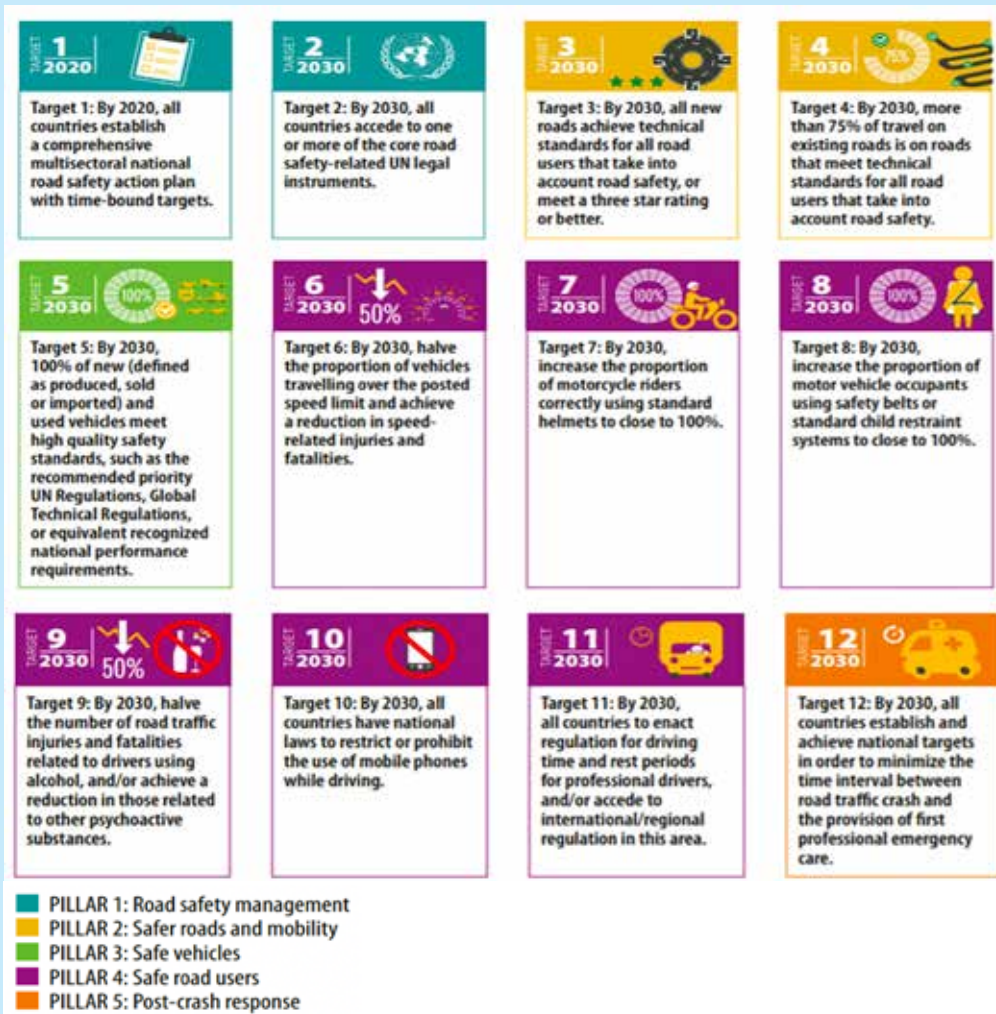 TARGET 1 2020
Target 1: By 2020, all
countries establish
a comprehensive
multisectoral national
road safety action plan
with time-bound targets.
TARGET 2 2030
Target 2: By 2030, all
countries accede to one
or more of the core road
safety-related UN legal
instruments.
TARGET 3 2030
Target 3: By 2030, all new
roads achieve technical
standards for all road
users that take into
account road safety, or
meet a three star rating
or better.
TARGET 4 2030
75%
Target 4: By 2030, more
than 75% of travel on
existing roads is on roads
that meet technical
standards for all road
users that take into
account road safety.
TARGET 5 2030
100%
Target 5: By 2030,
100% of new (defined
as produced, sold
or imported) and
used vehicles meet
high quality safety
standards, such as the
recommended priority
UN Regulations, Global
Technical Regulations,
or equivalent recognized
national performance
requirements.
TARGET 6 2030
50%
Target 6: By 2030, halve
the proportion of vehicles
travelling over the posted
speed limit and achieve
a reduction in speed-
related injuries and
fatalities.
TARGET 7 2030
100%
Target 7: By 2030,
increase the proportion
of motorcycle riders
correctly using standard
helmets to close to 100%.
TARGET 8 2030
100%
Target 8: By 2030,
increase the proportion of
motor vehicle occupants
using safety belts or
standard child restraint
systems to close to 100%.
TARGET 9 2030
50%
Target 9: By 2030, halve
the number of road traffic
injuries and fatalities
related to drivers using
alcohol, and/or achieve a
reduction in those related
to other psychoactive
substances.
TARGET 10 2030
Target 10: By 2030, all
countries have national
laws to restrict or prohibit
the use of mobile phones
while driving.
TARGET 11 2030
Target 11: By 2030,
all countries to enact
regulation for driving
time and rest periods
for professional drivers,
and/or accede to
international/regional
regulation in this area.
TARGET 12 2030
Target 12: By 2030, all
countries establish and
achieve national targets
in order to minimize the
time interval between
road traffic crash and
the provision of first
professional emergency
care.
PILLAR 1: Road safety management
PILLAR 2: Safer roads and mobility
PILLAR 3: Safe vehicles
PILLAR 4: Safe road users
PILLAR 5: Post-crash response